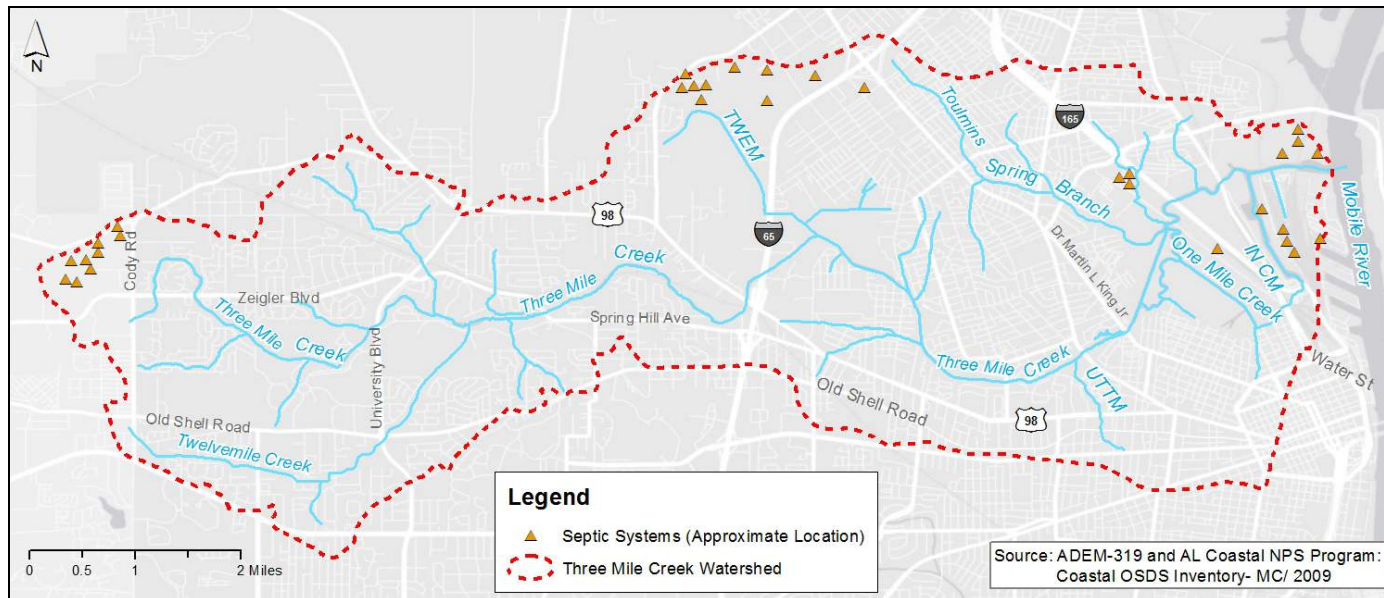 N
TWEM
Toulmins
Spring
Branch
165
98
65
Cody Rd
Zeigler Blvd
Three Mile
Creek
Three Mile
Creek
Spring Hill Ave
University Blvd
Dr Martin L King Jr
One Mile Creek
IN CM
Mobile River
Three Mile Creek
UTTM
Water St
Old Shell Road
98
Old Shell Road
Twelvemile Creek
Legend
Septic Systems (Approximate Location)
Three Mile Creek Watershed
0 0.5 1 2 Miles
Source: ADEM-319 and AL Coastal NPS Program:
Coastal OSDS Inventory- MC/ 2009